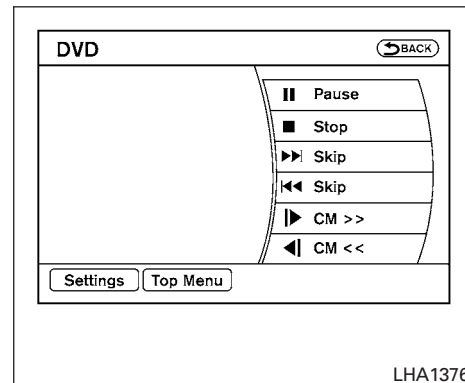 DVD
BACK
Pause
Stop
Skip
Skip
CM >>
CM <<
Settings Top Menu
LHA1376